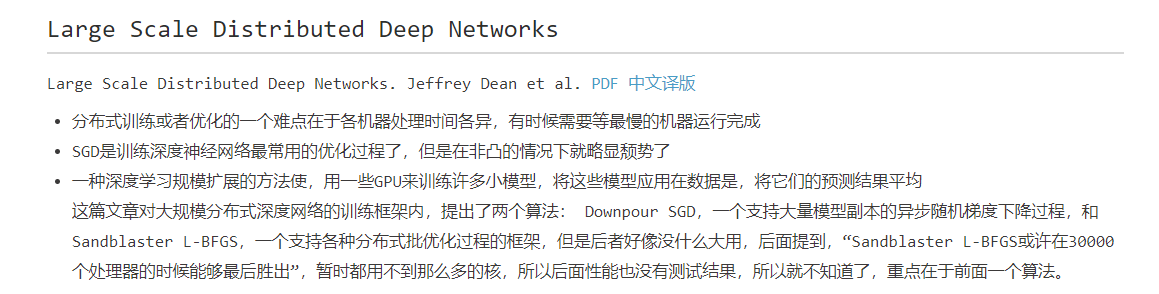 Large Scale Distributed Deep Networks
Large Scale Distributed Deep Networks. Jeffrey Dean et al. PDF 中文译版
• 分布式训练或者优化的一个难点在于各机器处理时间各异，有时候需要等最慢的机器运行完成
• SGD是训练深度神经网络最常用的优化过程了，但是在非凸的情况下就略显颓势了
• 一种深度学习规模扩展的方法使，用一些GPU来训练许多小模型，将这些模型应用在数据是，将它们的预测结果平均
这篇文章对大规模分布式深度网络的训练框架内，提出了两个算法： Downpour SGD，一个支持大量模型副本的异步随机梯度下降过程，和
Sandblaster L-BFGS，一个支持各种分布式批优化过程的框架，但是后者好像没什么大用，后面提到，“Sandblaster L-BFGS或许在30000
个处理器的时候能够最后胜出”，暂时都用不到那么多的核，所以后面性能也没有测试结果，所以就不知道了，重点在于前面一个算法。